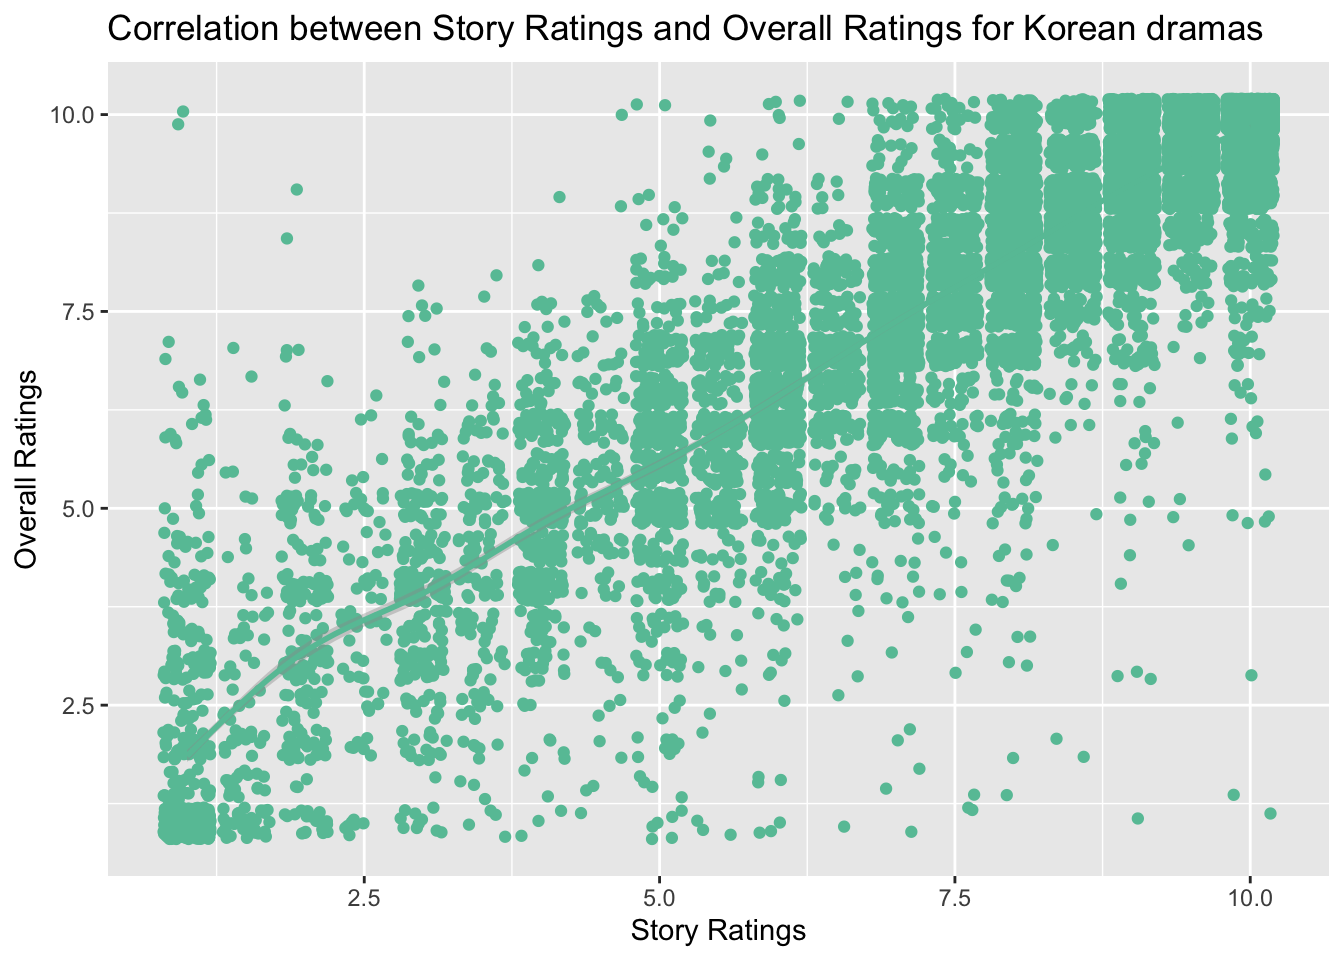 Correlation between Story Ratings and Overall Ratings for Korean dramas
10.0
7.5
5.0
2.5
Overall Ratings
2.5 5.0 7.5 10.0
Story Ratings